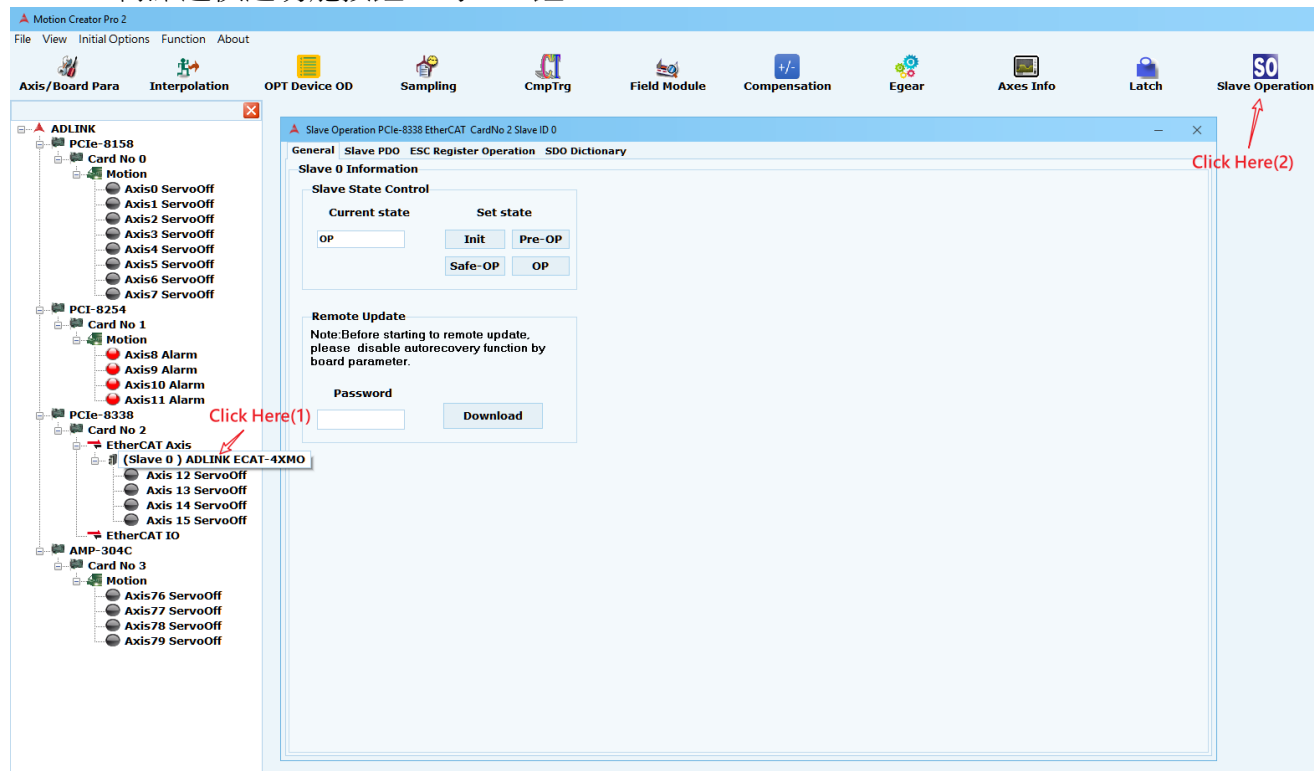 Motion Creator Pro 2
File View Initial Options Function About
Axis/Board Para Interpolation OPT Device OD Sampling CmpTrg Field Module Compensation Egear Axes Info Latch Slave Operation
CT +/- SO
Click Here(2)
ADLINK
PCIe-8158
Card No 0
Motion
Axis0 ServoOff
Axis1 ServoOff
Axis2 ServoOff
Axis3 ServoOff
Axis4 ServoOff
Axis5 ServoOff
Axis6 ServoOff
Axis7 ServoOff
PCI-8254
Card No 1
Motion
Axis8 Alarm
Axis9 Alarm
Axis10 Alarm
Axis11 Alarm
PCIe-8338
Card No 2
EtherCAT Axis
(Slave 0 ) ADLINK ECAT-4XMO
Axis 12 ServoOff
Axis 13 ServoOff
Axis 14 ServoOff
Axis 15 ServoOff
EtherCAT IO
AMP-304C
Card No 3
Motion
Axis76 ServoOff
Axis77 ServoOff
Axis78 ServoOff
Axis79 ServoOff
Click Here(1)
Slave Operation PCIe-8338 EtherCAT CardNo 2 Slave ID 0
General Slave PDO ESC Register Operation SDO Dictionary
Slave 0 Information
Slave State Control
Current state Set state
OP Init Pre-OP
Safe-OP OP
Remote Update
Note:Before starting to remote update,
please disable autorecovery function by
board parameter.
Password
Download